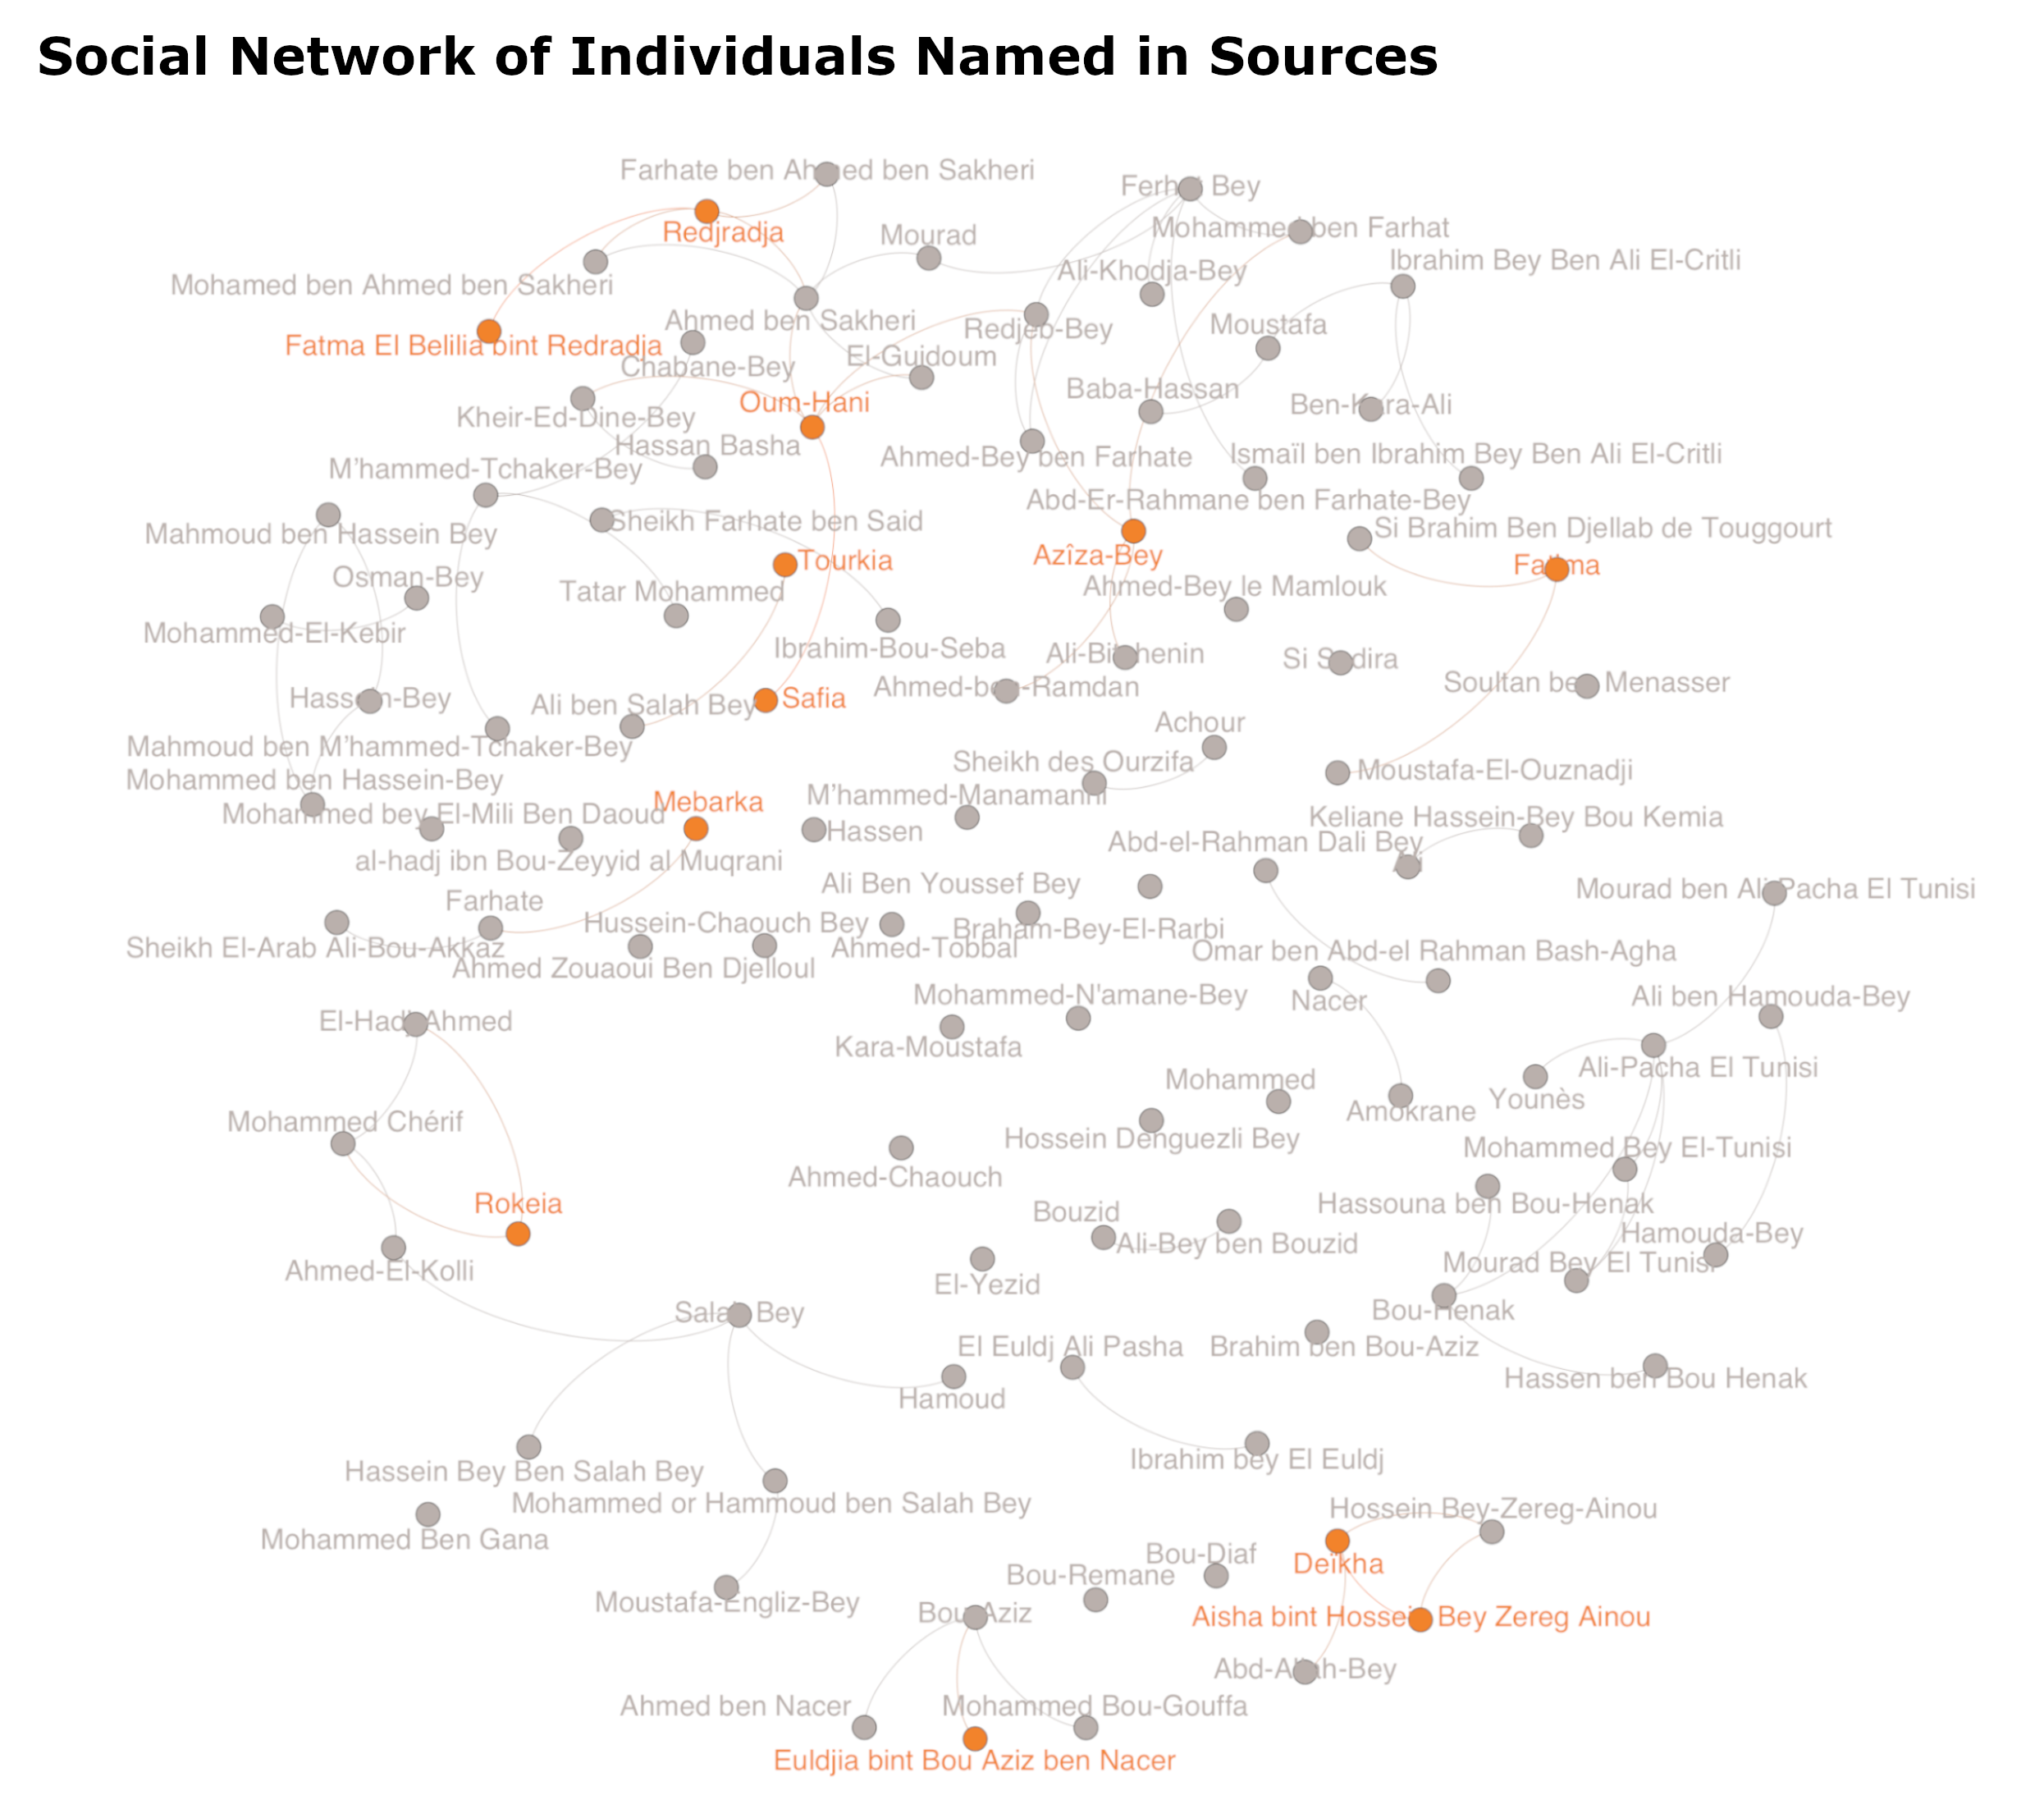 Social Network of Individuals Named in Sources
Farhate ben Ahmed ben Sakheri
Ferhat Bey
Redjradja
Mourad
Mohammed ben Farhat
Ibrahim Bey Ben Ali El-Critli
Ali-Khodja-Bey
Mohamed ben Ahmed ben Sakheri
Ahmed ben Sakheri
Redjeb-Bey
Moustafa
Fatma El Belilia bint Redradja
Chabane-Bey
El-Guidoum
Baba-Hassan
Oum-Hani
Ben-Kara-Ali
Kheir-Ed-Dine-Bey
Hassan Basha
Ahmed-Bey ben Farhate
Ismaïl ben Ibrahim Bey Ben Ali El-Critli
M'hammed-Tchaker-Bey
Abd-Er-Rahmane ben Farhate-Bey
Mahmoud ben Hassein Bey
Sheikh Farhate ben Said
Si Brahim Ben Djellab de Touggourt
Tourkia
Azîza-Bey
Fatma
Osman-Bey
Tatar Mohammed
Ahmed-Bey le Mamlouk
Mohammed-El-Kebir
Ibrahim-Bou-Seba
Ali-Bitchenin
Si Sadira
Ahmed-ben-Ramdan
Soultan ben Menasser
Hassein-Bey
Ali ben Salah Bey
Safia
Achour
Mahmoud ben M'hammed-Tchaker-Bey
Sheikh des Ourzifa
Moustafa-El-Ouznadji
Mohammed ben Hassein-Bey
Mebarka
M'hammed-Manamanni
Mohammed bey El-Mili Ben Daoud
Hassen
Keliane Hassein-Bey Bou Kemia
Abd-el-Rahman Dali Bey
al-hadj ibn Bou-Zeyyid al Muqrani
Ali
Ali Ben Youssef Bey
Mourad ben Ali-Pacha El Tunisi
Farhate
Hussein-Chaouch Bey
Braham-Bey-El-Rarbi
Sheikh El-Arab Ali-Bou-Akkaz
Ahmed-Tobbal
Omar ben Abd-el Rahman Bash-Agha
Ahmed Zouaoui Ben Djelloul
Mohammed-N'amane-Bey
Nacer
Ali ben Hamouda-Bey
El-Hadj Ahmed
Kara-Moustafa
Ali-Pacha El Tunisi
Mohammed
Younès
Amokrane
Mohammed Chérif
Hossein Denguezli Bey
Mohammed Bey El-Tunisi
Ahmed-Chaouch
Rokeia
Hassouna ben Bou-Henak
Bouzid
Hamouda-Bey
Ali-Bey ben Bouzid
Mourad Bey El Tunisi
Ahmed-El-Kolli
El-Yezid
Salah Bey
Bou-Henak
El Euldj Ali Pasha
Brahim ben Bou-Aziz
Hassen ben Bou Henak
Hamoud
Ibrahim bey El Euldj
Hassein Bey Ben Salah Bey
Mohammed or Hammoud ben Salah Bey
Hossein Bey-Zereg-Ainou
Mohammed Ben Gana
Bou-Diaf
Deïkha
Bou-Remane
Moustafa-Engliz-Bey
Bou-Aziz
Aisha bint Hossein Bey Zereg Ainou
Abd-Allah-Bey
Ahmed ben Nacer
Mohammed Bou-Gouffa
Euldjia bint Bou Aziz ben Nacer